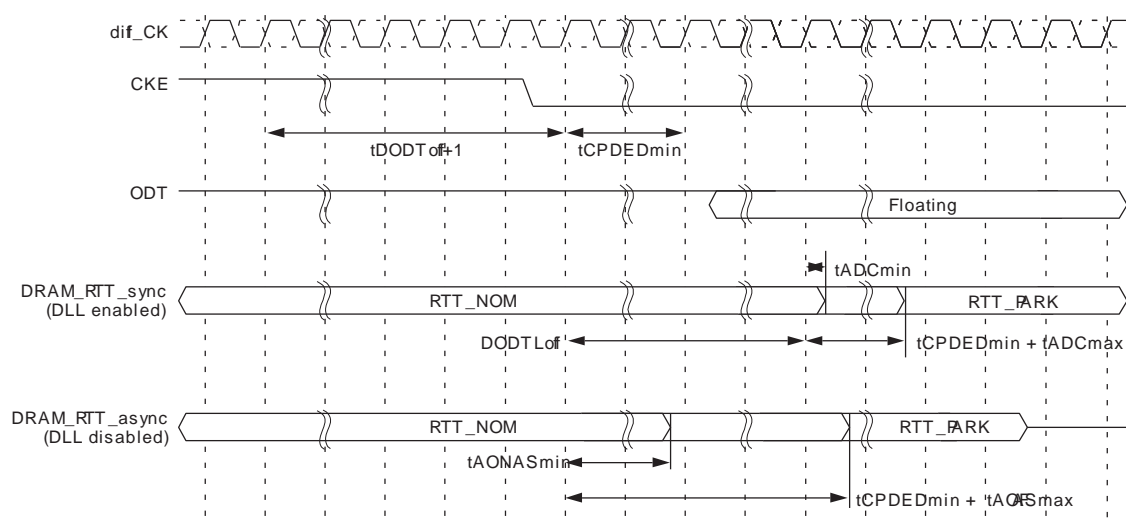 dif_CK
CKE
tDODToff+1
tCPDEDmin
ODT
Floating
tADCmin
DRAM_RTT_sync
(DLL enabled)
RTT_NOM
RTT_PARK
DODTLoff
tCPDEDmin + tADCmax
DRAM_RTT_async
(DLL disabled)
RTT_NOM
RTT_PARK
tAONASmin
tCPDEDmin + tAOFASmax